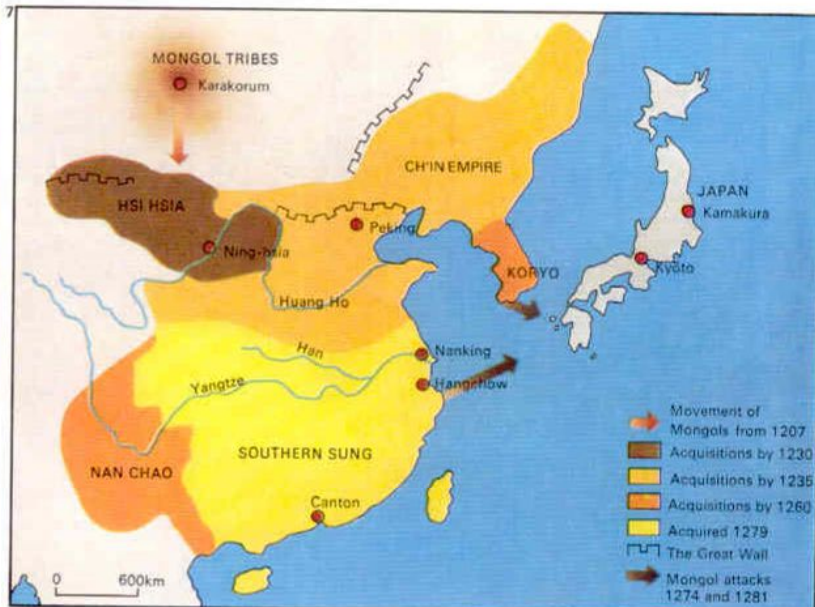 7
MONGOL TRIBES
Karakorum
CH'IN EMPIRE
HSI HSIA
JAPAN
Kamakura
Peking
Ning-hsia
KORYO
Kyōto
Huang Ho
Han
Nanking
Yangtze
Hangchow
SOUTHERN SUNG
NAN CHAO
Canton
0 600km
Movement of
Mongols from 1207
Acquisitions by 1230
Acquisitions by 1235
Acquisitions by 1260
Acquired 1279
The Great Wall
Mongol attacks
1274 and 1281